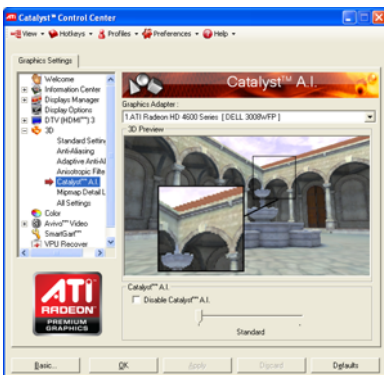 Catalyst™ Control Center
View Hotkeys Profiles Preferences Help
Graphics Settings
Welcome
Information Center
Displays Manager
Display Options
DTV (HDMI™) 3
3D
Standard Settin
Anti-Aliasing
Adaptive Anti-Al
Anisotropic Filte
Catalyst™ A.I.
Mipmap Detail L
All Settings
Color
Avivo™ Video
SmartGart™
VPU Recover
Catalyst™ A.I.
Graphics Adapter :
1.ATI Radeon HD 4600 Series [ DELL 3008WFP ]
3D Preview
ATI
RADEON
PREMIUM
GRAPHICS
Catalyst™ A.I.
Disable Catalyst™ A.I.
Standard
Basic...
OK
Apply
Discard
Defaults